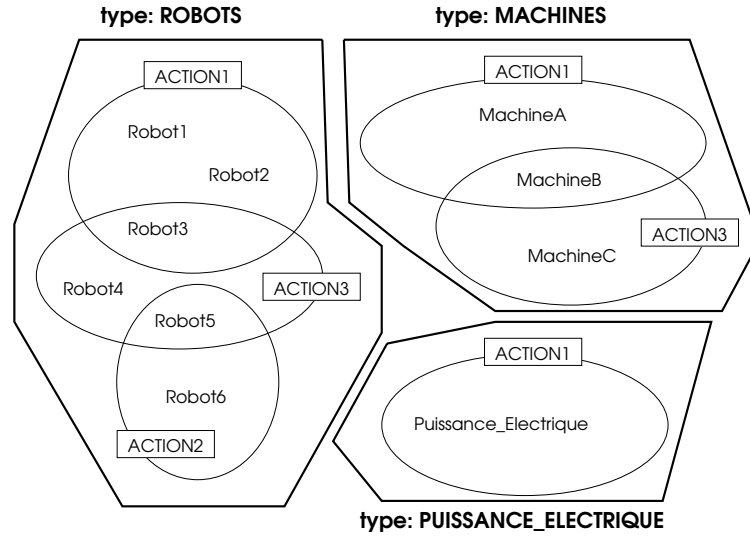 type: ROBOTS
ACTION1
Robot1
Robot2
Robot3
Robot4
ACTION3
Robot5
Robot6
ACTION2
type: MACHINES
ACTION1
MachineA
MachineB
ACTION3
MachineC
ACTION1
Puissance_Electrique
type: PUISSANCE_ELECTRIQUE